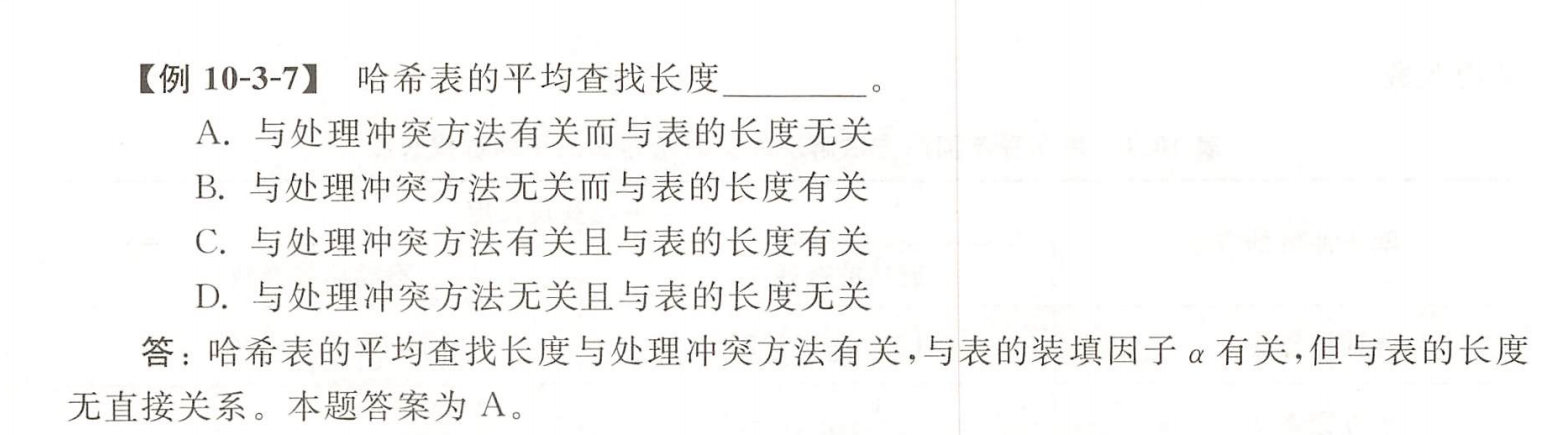 【例 10-3-7】 哈希表的平均查找长度________。
A. 与处理冲突方法有关而与表的长度无关
B. 与处理冲突方法无关而与表的长度有关
C. 与处理冲突方法有关且与表的长度有关
D. 与处理冲突方法无关且与表的长度无关
答：哈希表的平均查找长度与处理冲突方法有关,与表的装填因子 α 有关,但与表的长度
无直接关系。本题答案为 A。